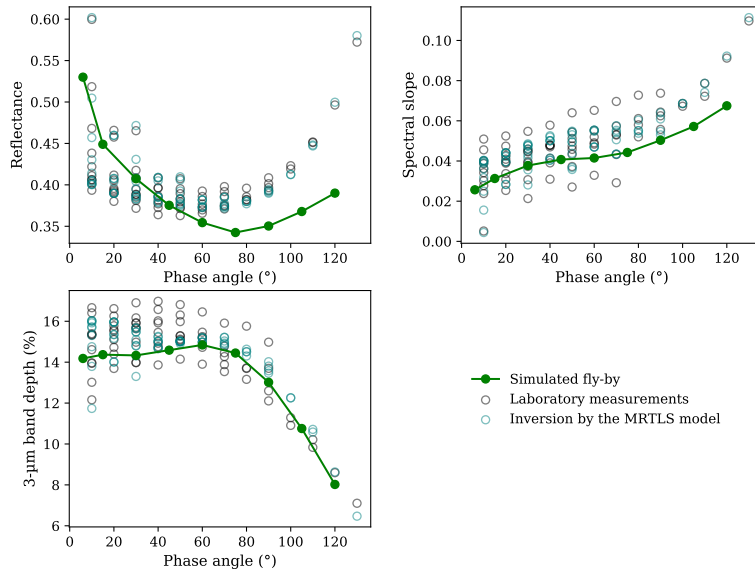 0.60
0.55
0.50
0.45
0.40
0.35
Reflectance
0 20 40 60 80 100 120
Phase angle (°)
0.10
0.08
0.06
0.04
0.02
0.00
Spectral slope
0 20 40 60 80 100 120
Phase angle (°)
16
14
12
10
8
6
3-μm band depth (%)
0 20 40 60 80 100 120
Phase angle (°)
Simulated fly-by
Laboratory measurements
Inversion by the MRTLS model